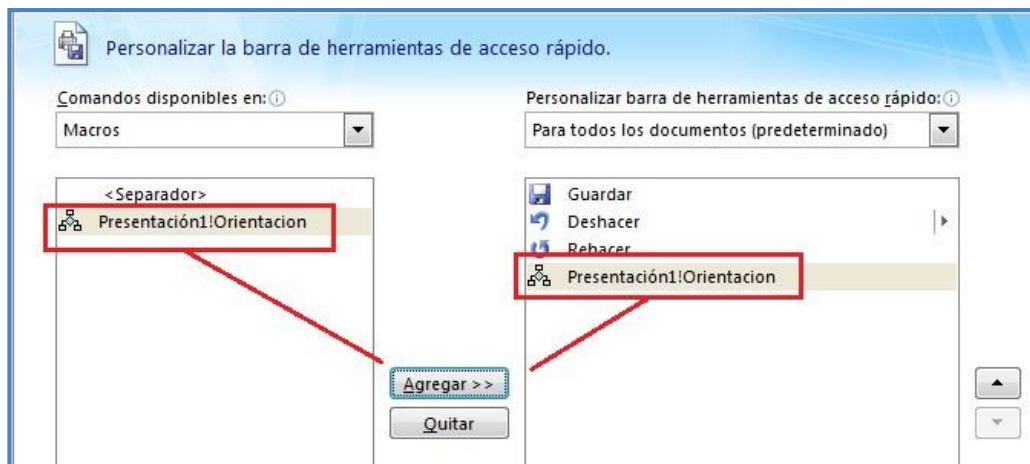 Personalizar la barra de herramientas de acceso rápido.
Comandos disponibles en:
Macros
<Separador>
Presentación1!Orientacion
Personalizar barra de herramientas de acceso rápido:
Para todos los documentos (predeterminado)
Guardar
Deshacer
Rehacer
Presentación1!Orientacion
Agregar >>
Quitar